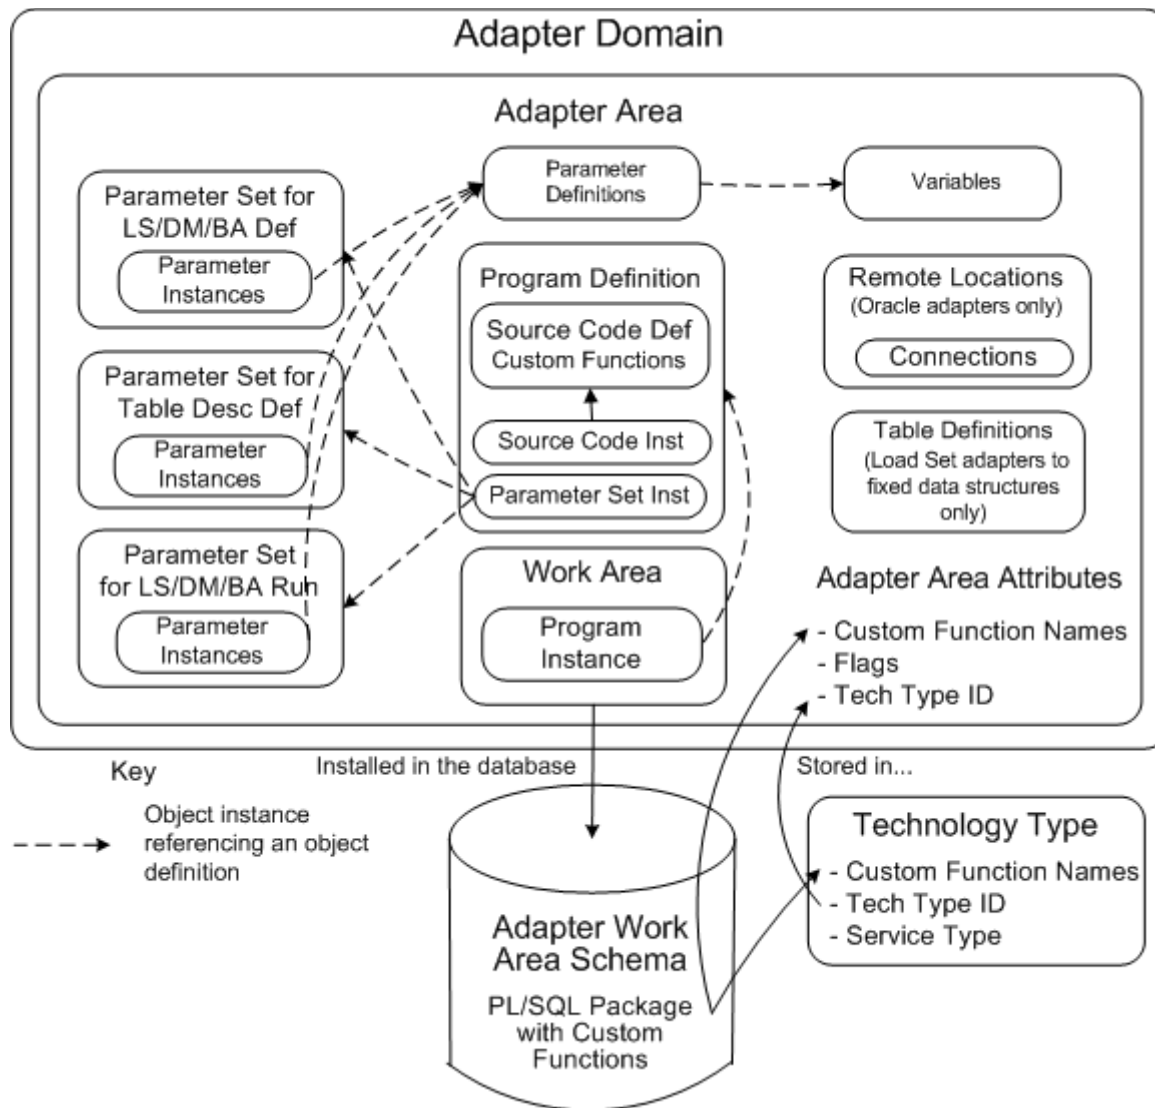 Adapter Domain
Adapter Area
Parameter Set for
LS/DM/BA Def
Parameter
Instances
Parameter Set for
Table Desc Def
Parameter
Instances
Parameter Set
for LS/DM/BA Run
Parameter
Instances
Parameter
Definitions
Program Definition
Source Code Def
Custom Functions
Source Code Inst
Parameter Set Inst
Work Area
Program
Instance
Variables
Remote Locations
(Oracle adapters only)
Connections
Table Definitions
(Load Set adapters to
fixed data structures
only)
Adapter Area Attributes
- Custom Function Names
- Flags
- Tech Type ID
Key
Object instance
referencing an object
definition
Installed in the database
Stored in...
Adapter Work
Area Schema
PL/SQL Package
with Custom
Functions
Technology Type
- Custom Function Names
- Tech Type ID
- Service Type